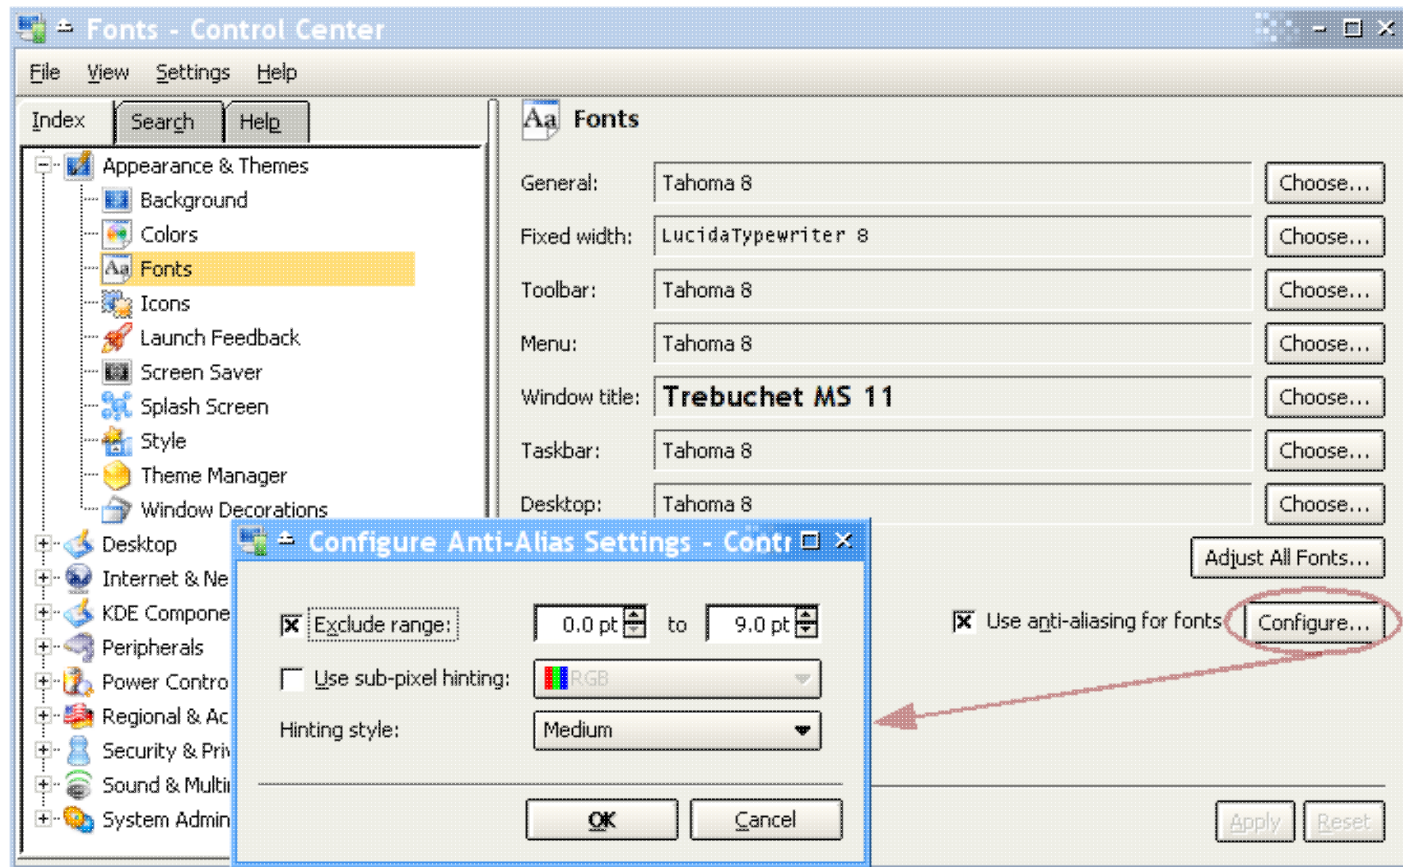 Fonts - Control Center
File View Settings Help
Index Search Help
Appearance & Themes
Background
Colors
Fonts
Icons
Launch Feedback
Screen Saver
Splash Screen
Style
Theme Manager
Window Decorations
Desktop
Internet & Ne
KDE Compone
Peripherals
Power Contro
Regional & Ac
Security & Priv
Sound & Multi
System Admin
Aa Fonts
General: Tahoma 8 Choose...
Fixed width: LucidaTypewriter 8 Choose...
Toolbar: Tahoma 8 Choose...
Menu: Tahoma 8 Choose...
Window title: Trebuchet MS 11 Choose...
Taskbar: Tahoma 8 Choose...
Desktop: Tahoma 8 Choose...
Adjust All Fonts...
Use anti-aliasing for fonts Configure...
Apply Reset
Configure Anti-Alias Settings - Contr
Exclude range: 0.0 pt to 9.0 pt
Use sub-pixel hinting: RGB
Hinting style: Medium
OK Cancel